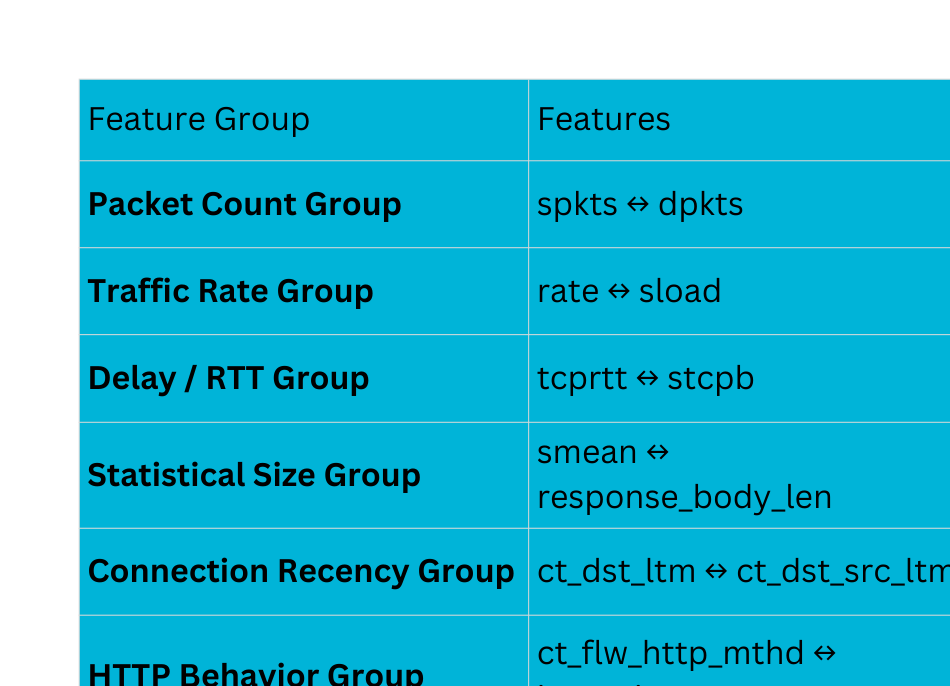 Feature Group
Features
Packet Count Group
spkts ↔ dpkts
Traffic Rate Group
rate ↔ sload
Delay / RTT Group
tcprtt ↔ stcpb
Statistical Size Group
smean ↔
response_body_len
Connection Recency Group
ct_dst_ltm ↔ ct_dst_src_ltm
HTTP Behavior Group
ct_flw_http_mthd ↔